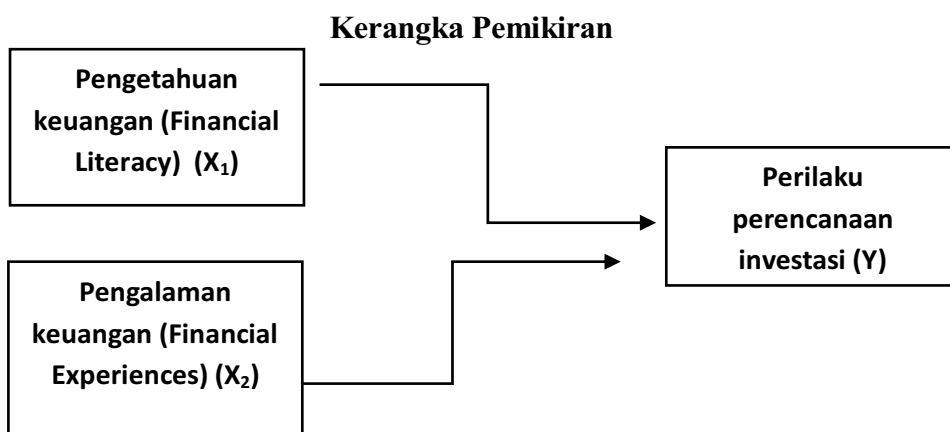 Kerangka Pemikiran
Pengetahuan
keuangan (Financial
Literacy) (X₁)
Pengalaman
keuangan (Financial
Experiences) (X₂)
Perilaku
perencanaan
investasi (Y)